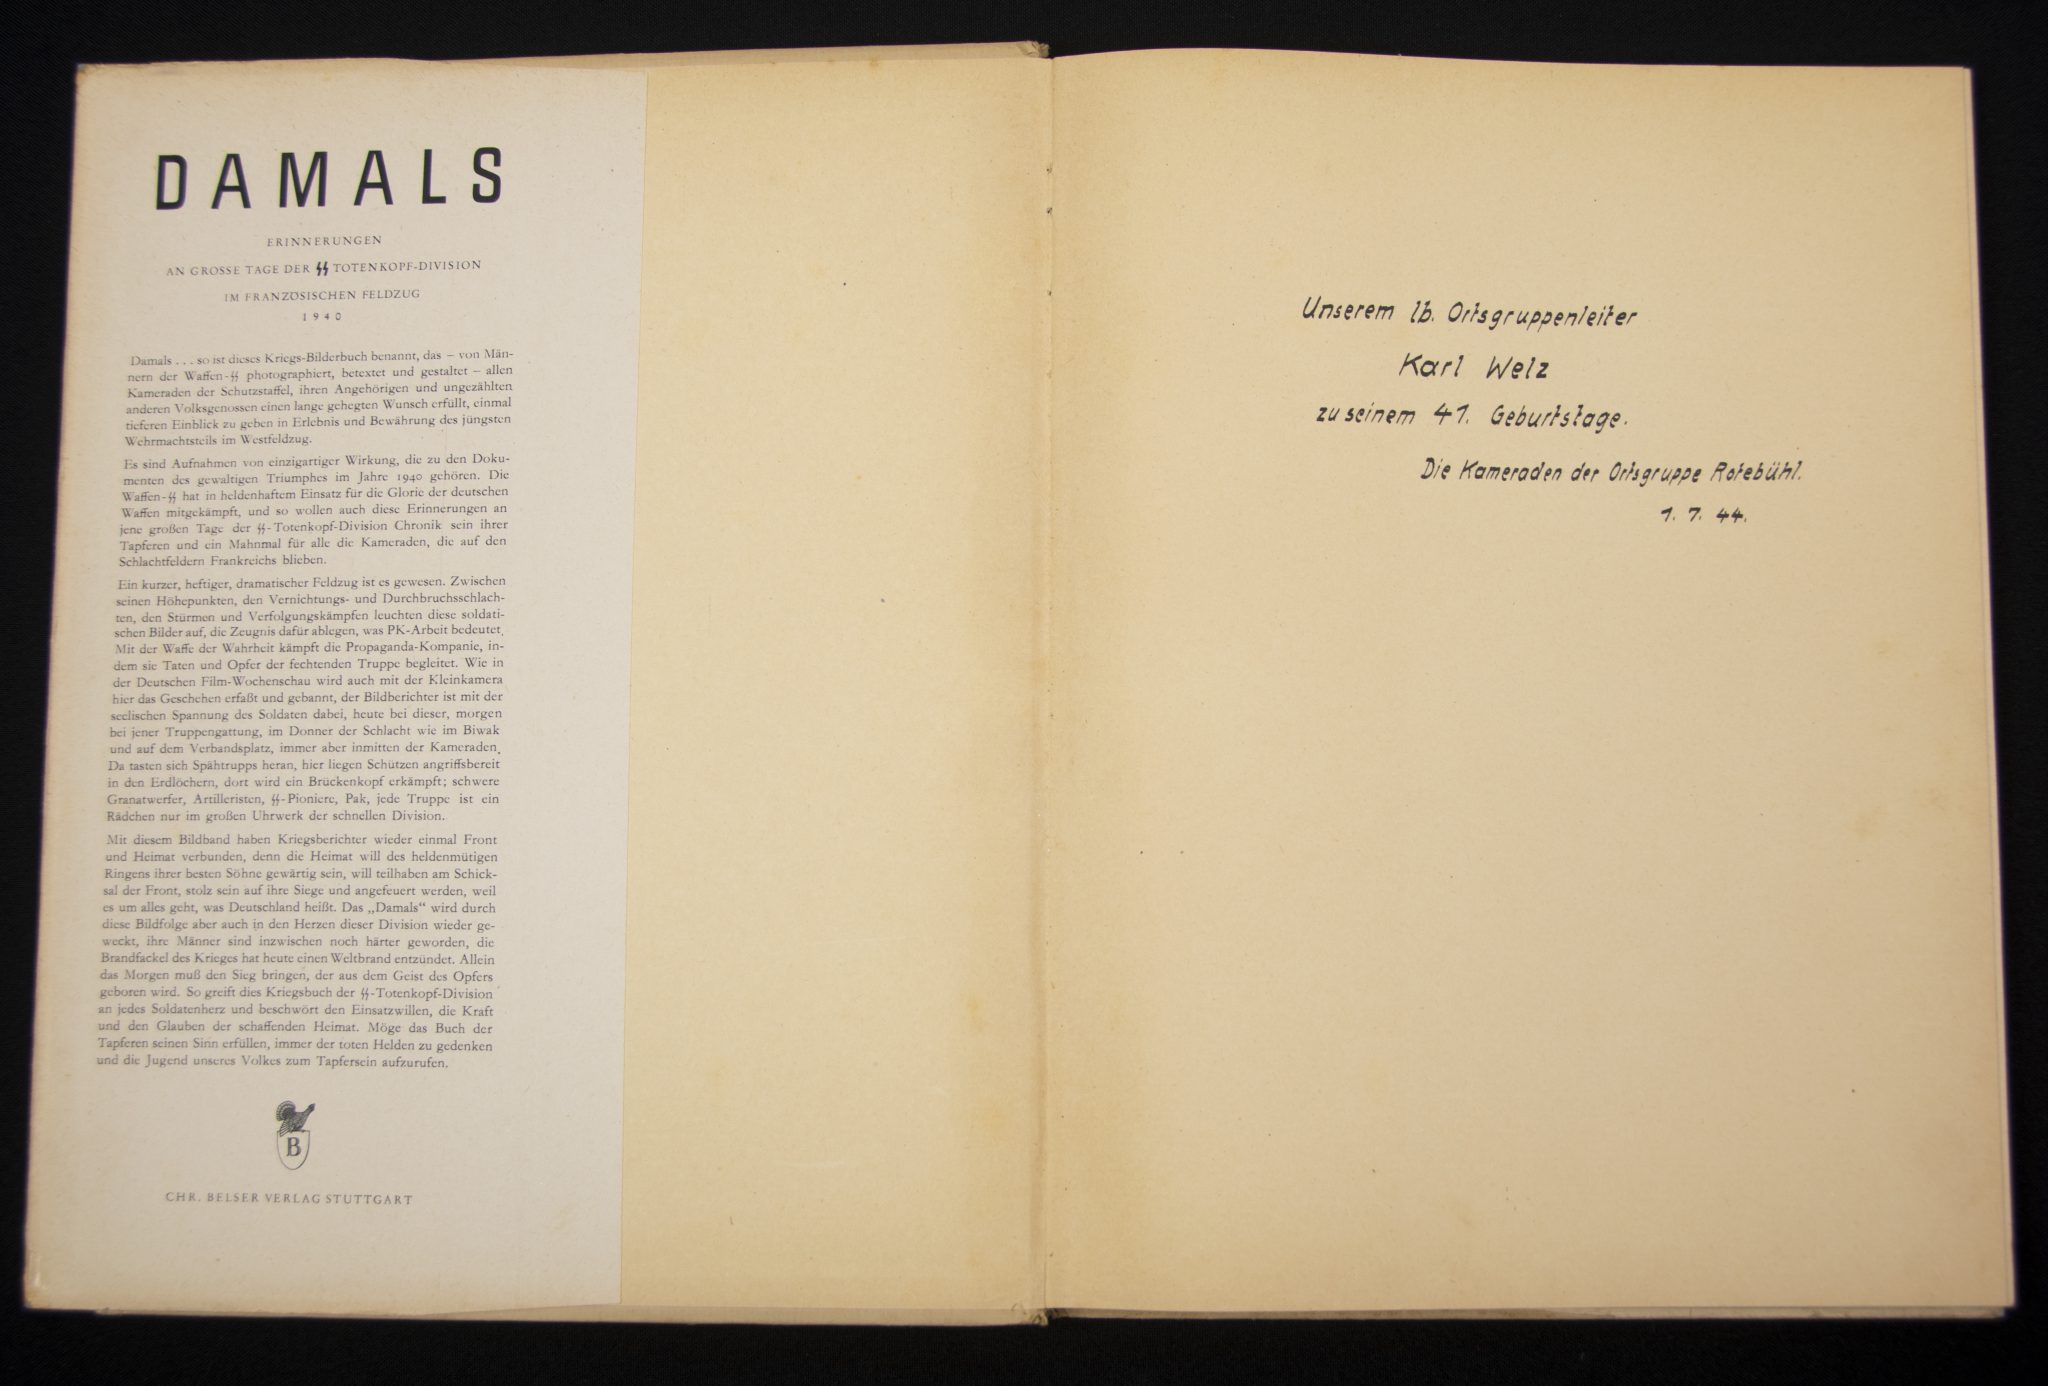 DAMALS
ERINNERUNGEN
AN GROSSE TAGE DER SS TOTENKOPF-DIVISION
IM FRANZÖSISCHEN FELDZUG
1940
Damals . . . so ist dieses Kriegs-Bilderbuch benannt, das – von Män-
nern der Waffen-SS photographiert, betextet und gestaltet – allen
Kameraden der Schutzstaffel, ihren Angehörigen und ungezählten
anderen Volksgenossen einen lange gehegten Wunsch erfüllt, einmal
tieferen Einblick zu geben in Erlebnis und Bewährung des jüngsten
Wehrmachtsteils im Westfeldzug.
Es sind Aufnahmen von einzigartiger Wirkung, die zu den Doku-
menten des gewaltigen Triumphes im Jahre 1940 gehören. Die
Waffen-SS hat in heldenhaftem Einsatz für die Glorie der deutschen
Waffen mitgekämpft, und so wollen auch diese Erinnerungen an
jene großen Tage der SS-Totenkopf-Division Chronik sein ihrer
Tapferen und ein Mahnmal für alle die Kameraden, die auf den
Schlachtfeldern Frankreichs blieben.
Ein kurzer, heftiger, dramatischer Feldzug ist es gewesen. Zwischen
seinen Höhepunkten, den Vernichtungs- und Durchbruchsschlach-
ten, den Stürmen und Verfolgungskämpfen leuchten diese soldati-
schen Bilder auf, die Zeugnis dafür ablegen, was PK-Arbeit bedeutet.
Mit der Waffe der Wahrheit kämpft die Propaganda-Kompanie, in-
dem sie Taten und Opfer der fechtenden Truppe begleitet. Wie in
der Deutschen Film-Wochenschau wird auch mit der Kleinkamera
hier das Geschehen erfaßt und gebannt, der Bildberichter ist mit der
seelischen Spannung des Soldaten dabei, heute bei dieser, morgen
bei jener Truppengattung, im Donner der Schlacht wie im Biwak
und auf dem Verbandsplatz, immer aber inmitten der Kameraden.
Da tasten sich Spähtrupps heran, hier liegen Schützen angriffsbereit
in den Erdlöchern, dort wird ein Brückenkopf erkämpft; schwere
Granatwerfer, Artilleristen, SS-Pioniere, Pak, jede Truppe ist ein
Rädchen nur im großen Uhrwerk der schnellen Division.
Mit diesem Bildband haben Kriegsberichter wieder einmal Front
und Heimat verbunden, denn die Heimat will des heldenmütigen
Ringens ihrer besten Söhne gewärtig sein, will teilhaben am Schick-
sal der Front, stolz sein auf ihre Siege und angefeuert werden, weil
es um alles geht, was Deutschland heißt. Das „Damals“ wird durch
diese Bildfolge aber auch in den Herzen dieser Division wieder ge-
weckt, ihre Männer sind inzwischen noch härter geworden, die
Brandfackel des Krieges hat heute einen Weltbrand entzündet. Allein
das Morgen muß den Sieg bringen, der aus dem Geist des Opfers
geboren wird. So greift dies Kriegsbuch der SS-Totenkopf-Division
an jedes Soldatenherz und beschwört den Einsatzwillen, die Kraft
und den Glauben der schaffenden Heimat. Möge das Buch der
Tapferen seinen Sinn erfüllen, immer der toten Helden zu gedenken
und die Jugend unseres Volkes zum Tapfersein aufzurufen.
B
CHR. BELSER VERLAG STUTTGART
Unserem lb. Ortsgruppenleiter
Karl Welz
zu seinem 41. Geburtstage.
Die Kameraden der Ortsgruppe Rotebühl.
1. 7. 44.